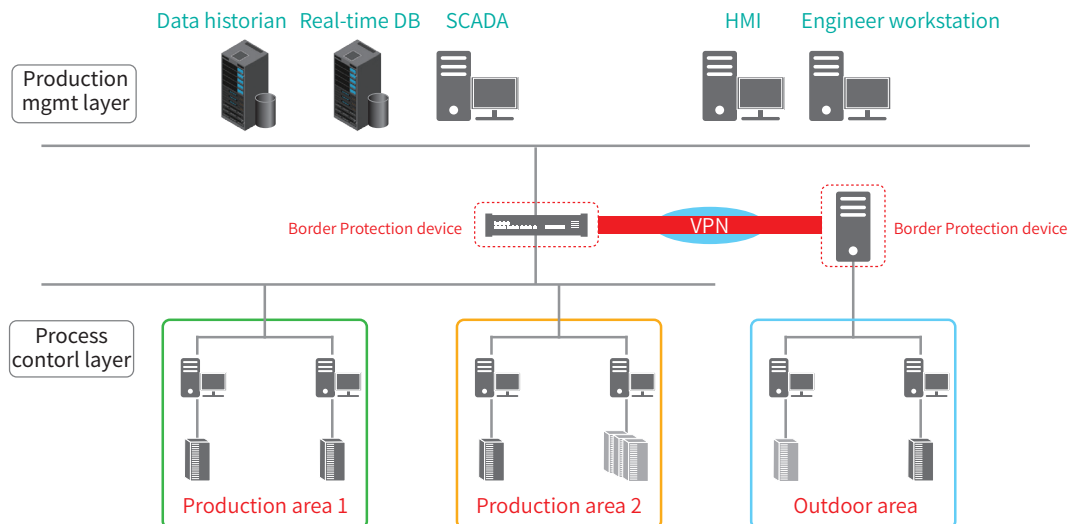 Data historian
Real-time DB
SCADA
HMI
Engineer workstation
Production
mgmt layer
Border Protection device
VPN
Border Protection device
Process
contorl layer
Production area 1
Production area 2
Outdoor area